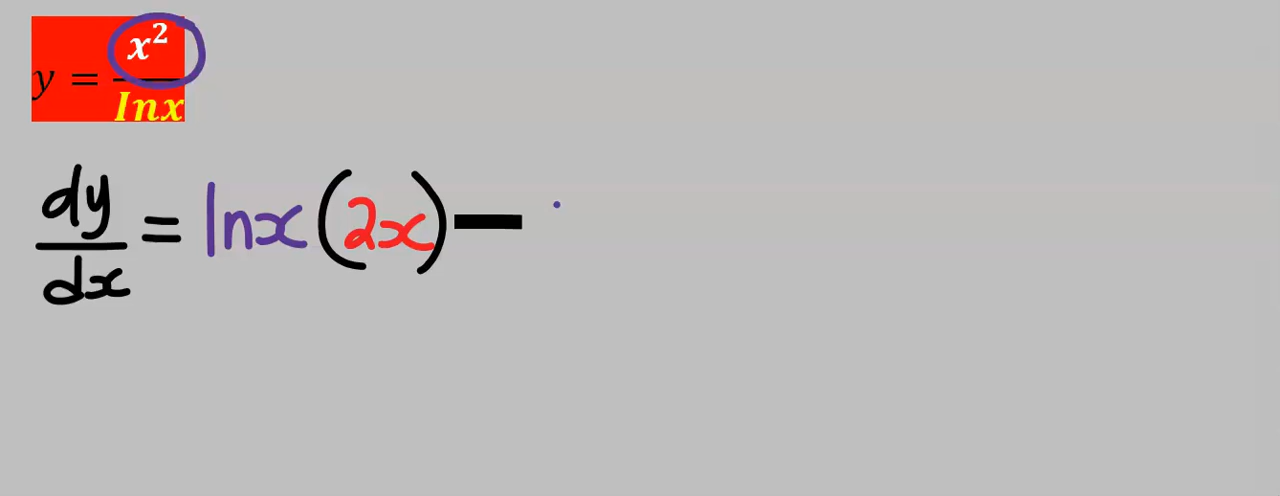 y = x²/lnx
dy/dx = lnx(2x) −